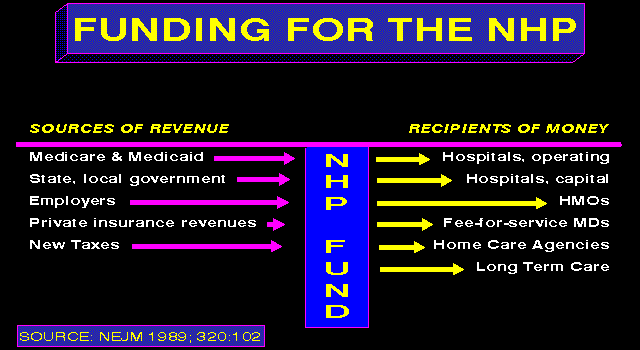 FUNDING FOR THE NHP
SOURCES OF REVENUE
RECIPIENTS OF MONEY
Medicare & Medicaid
State, local government
Employers
Private insurance revenues
New Taxes
NHP FUND
Hospitals, operating
Hospitals, capital
HMOs
Fee-for-service MDs
Home Care Agencies
Long Term Care
SOURCE: NEJM 1989; 320:102